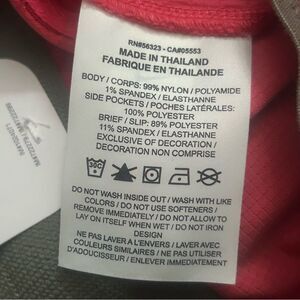 RN#56323 - CA#05553
MADE IN THAILAND
FABRIQUE EN THAILANDE
BODY / CORPS: 99% NYLON / POLYAMIDE
1% SPANDEX / ELASTHANNE
SIDE POCKETS / POCHES LATÉRALES:
100% POLYESTER
BRIEF / SLIP: 89% POLYESTER
11% SPANDEX / ELASTHANNE
EXCLUSIVE OF DECORATION /
DECORATION NON COMPRISE
30C
DO NOT WASH INSIDE OUT / WASH WITH LIKE
COLORS / DO NOT USE SOFTENERS /
REMOVE IMMEDIATELY / DO NOT ALLOW TO
LAY ON ITSELF WHEN WET / DO NOT IRON
NE PAS LAVER A L'ENVERS / LAVER AVEC
COULEURS SIMILAIRES / NE PAS UTILISER
D'ADOUCISSEUR / ENLEVER IMMEDIATEMENT